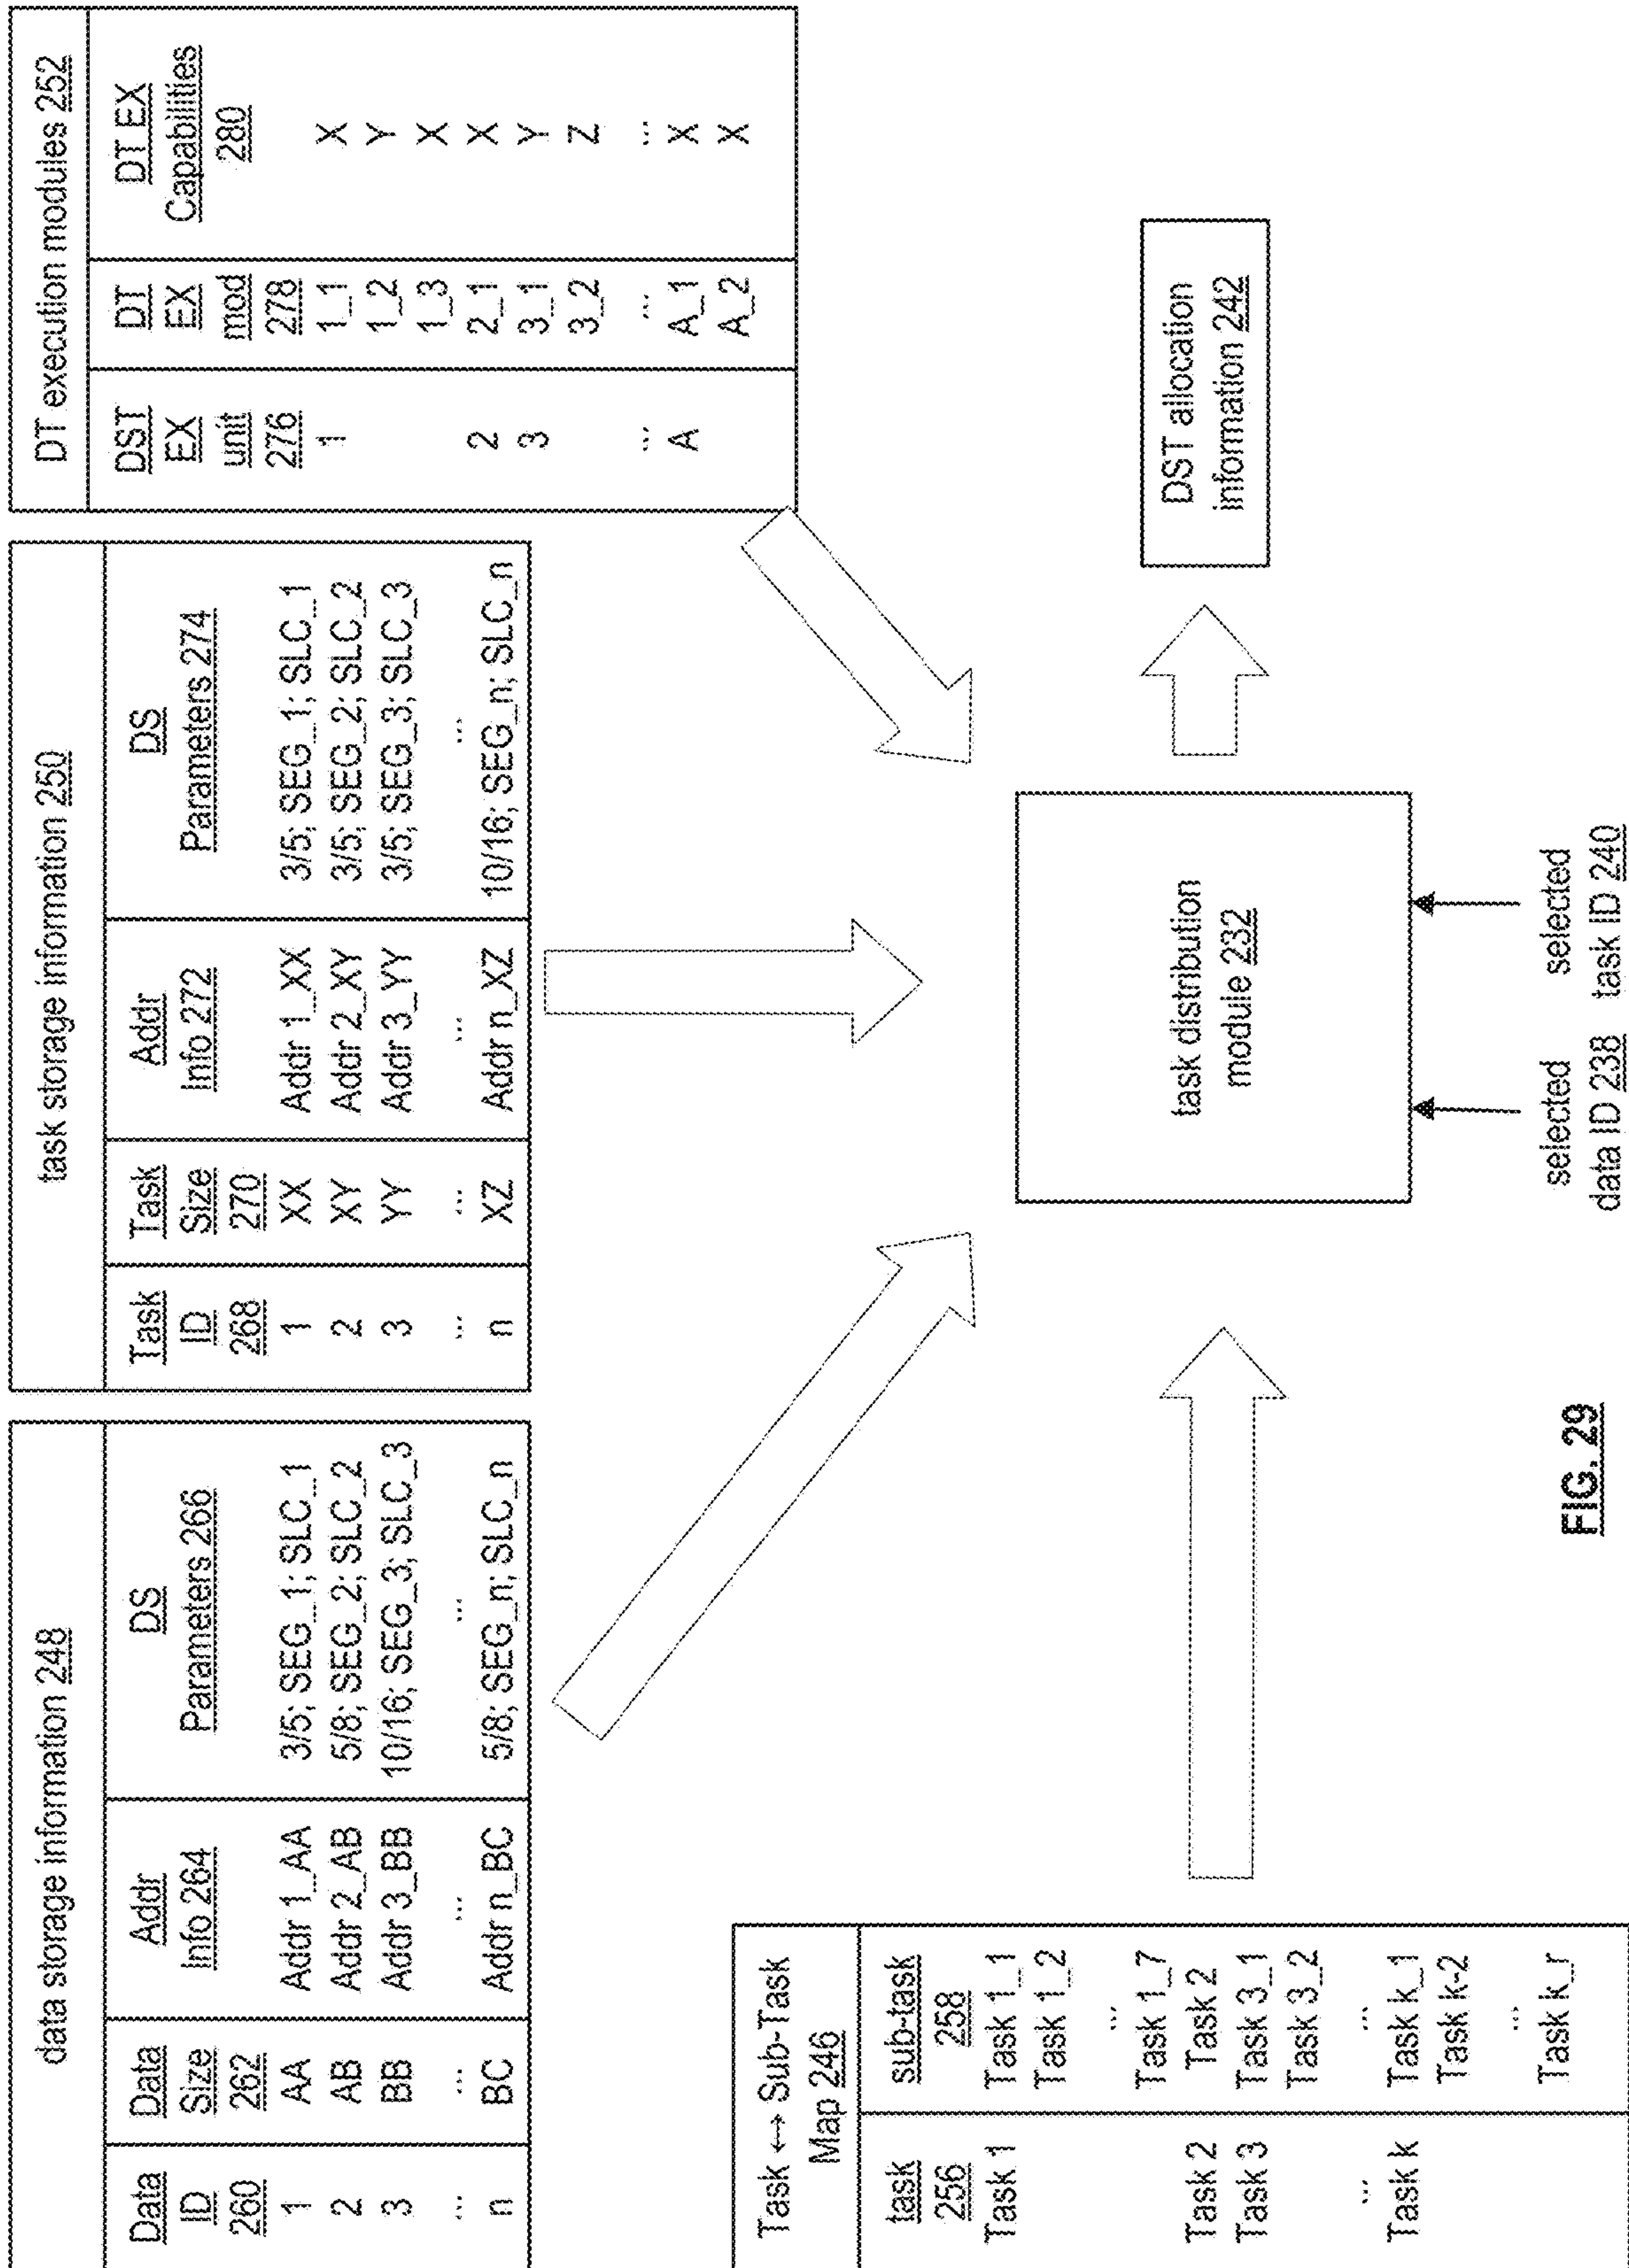 data storage information 248
Data ID 260 Data Size 262 Addr Info 264 DS Parameters 266
1 AA Addr 1_AA 3/5; SEG_1; SLC_1
2 AB Addr 2_AB 5/8; SEG_2; SLC_2
3 BB Addr 3_BB 10/16; SEG_3; SLC_3
... ... ... ...
n BC Addr n_BC 5/8; SEG_n; SLC_n
task storage information 250
Task ID 268 Task Size 270 Addr Info 272 DS Parameters 274
1 XX Addr 1_XX 3/5; SEG_1; SLC_1
2 XY Addr 2_XY 3/5; SEG_2; SLC_2
3 YY Addr 3_YY 3/5; SEG_3; SLC_3
... ... ... ...
n XZ Addr n_XZ 10/16; SEG_n; SLC_n
DT execution modules 252
DST EX unit 276 DT EX mod 278 DT EX Capabilities 280
1 1_1 X
1_2 Y
1_3 X
2 2_1 X
3 3_1 Y
3_2 Z
... ... ...
A A_1 X
A_2 X
Task ↔ Sub-Task
Map 246
task 256 sub-task 258
Task 1 Task 1_1
Task 1_2
...
Task 1_7
Task 2 Task 2
Task 3 Task 3_1
Task 3_2
... ...
Task k Task k_1
Task k-2
...
Task k_r
task distribution
module 232
DST allocation
information 242
selected
data ID 238
selected
task ID 240
FIG. 29